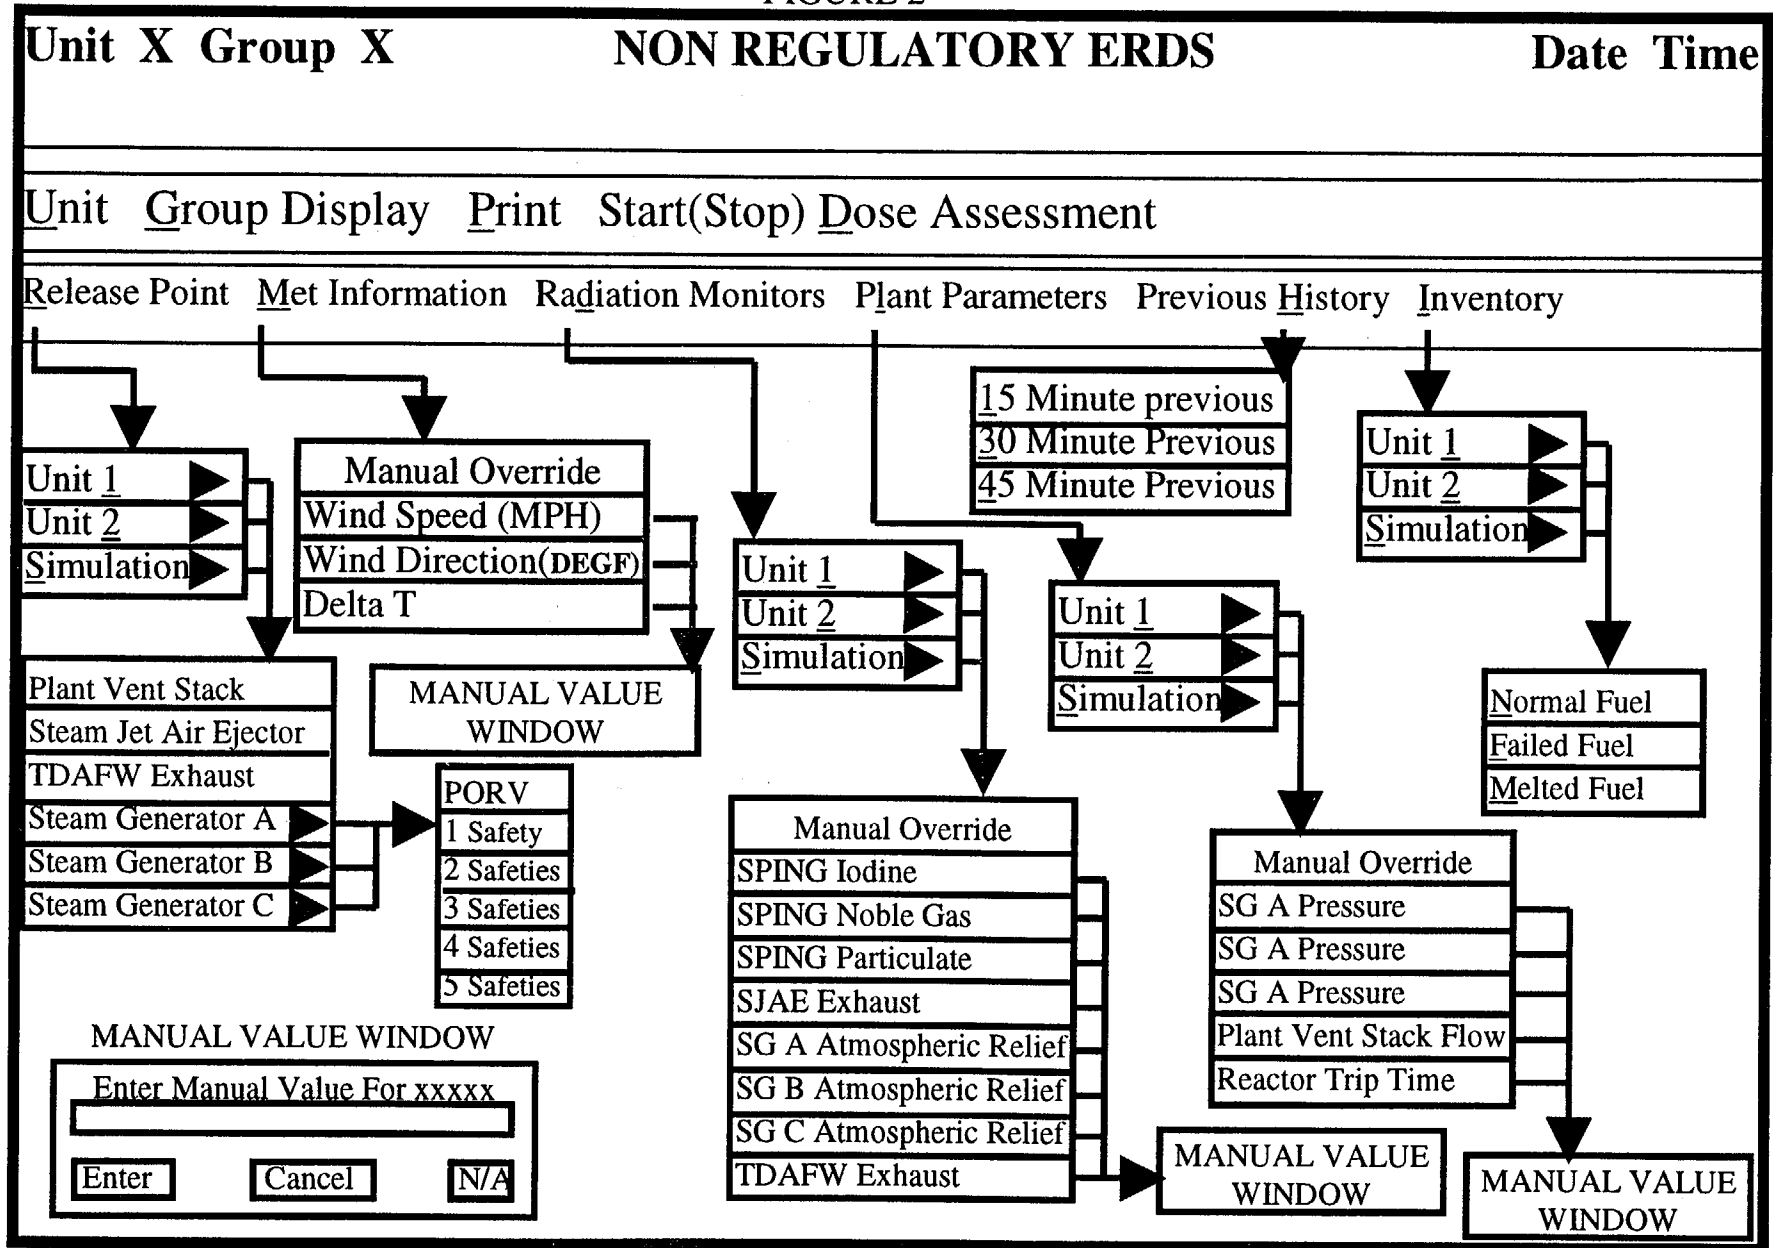 FIGURE 2
Unit X Group X NON REGULATORY ERDS Date Time
Unit Group Display Print Start(Stop) Dose Assessment
Release Point Met Information Radiation Monitors Plant Parameters Previous History Inventory
Unit 1
Unit 2
Simulation
Plant Vent Stack
Steam Jet Air Ejector
TDAFW Exhaust
Steam Generator A
Steam Generator B
Steam Generator C
PORV
1 Safety
2 Safeties
3 Safeties
4 Safeties
5 Safeties
Manual Override
Wind Speed (MPH)
Wind Direction(DEGF)
Delta T
MANUAL VALUE
WINDOW
Unit 1
Unit 2
Simulation
Manual Override
SPING Iodine
SPING Noble Gas
SPING Particulate
SJAE Exhaust
SG A Atmospheric Relief
SG B Atmospheric Relief
SG C Atmospheric Relief
TDAFW Exhaust
MANUAL VALUE
WINDOW
Unit 1
Unit 2
Simulation
Manual Override
SG A Pressure
SG A Pressure
SG A Pressure
Plant Vent Stack Flow
Reactor Trip Time
MANUAL VALUE
WINDOW
15 Minute previous
30 Minute Previous
45 Minute Previous
Unit 1
Unit 2
Simulation
Normal Fuel
Failed Fuel
Melted Fuel
MANUAL VALUE WINDOW
Enter Manual Value For xxxxx
Enter Cancel N/A